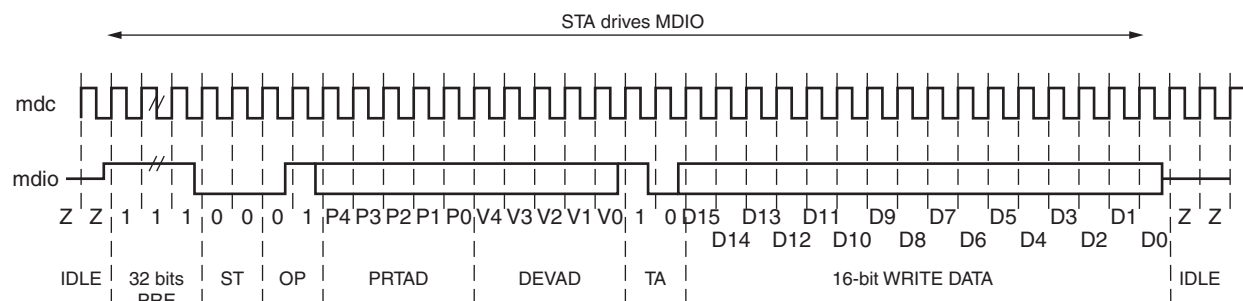 STA drives MDIO
mdc
mdio
Z Z 1 1 1 0 0 0 1 P4 P3 P2 P1 P0 V4 V3 V2 V1 V0 1 0 D15 D13 D11 D9 D7 D5 D3 D1 Z Z
D14 D12 D10 D8 D6 D4 D2 D0
IDLE 32 bits ST OP PRTAD DEVAD TA 16-bit WRITE DATA IDLE
PRE